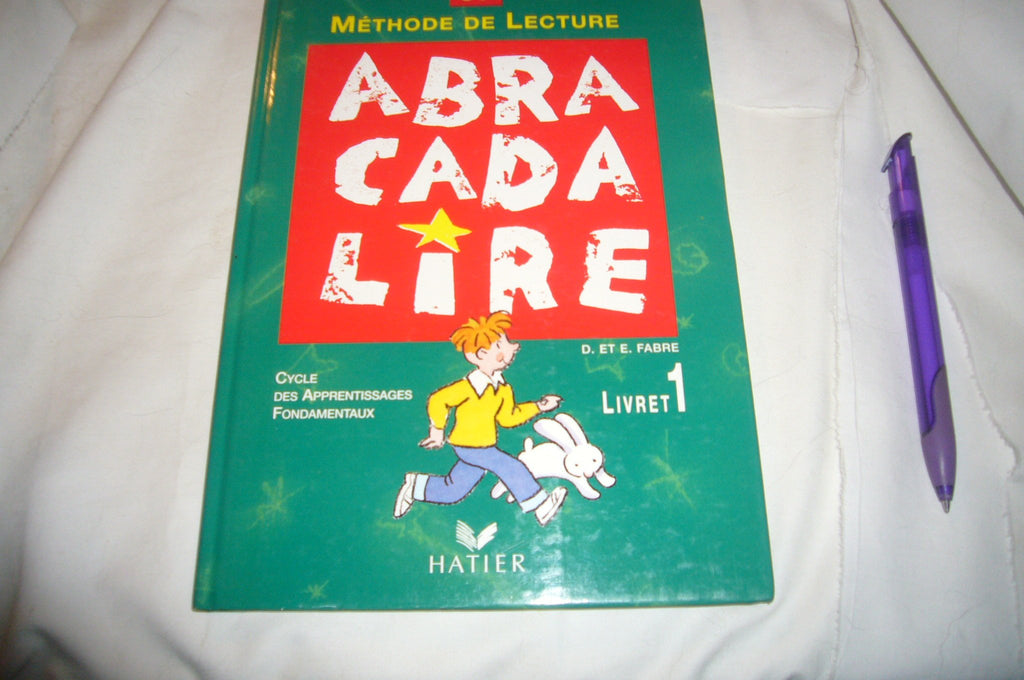 MÉTHODE DE LECTURE
ABRA
CADA
LIRE
D. ET E. FABRE
CYCLE
DES APPRENTISSAGES
FONDAMENTAUX
LIVRET 1
HATIER